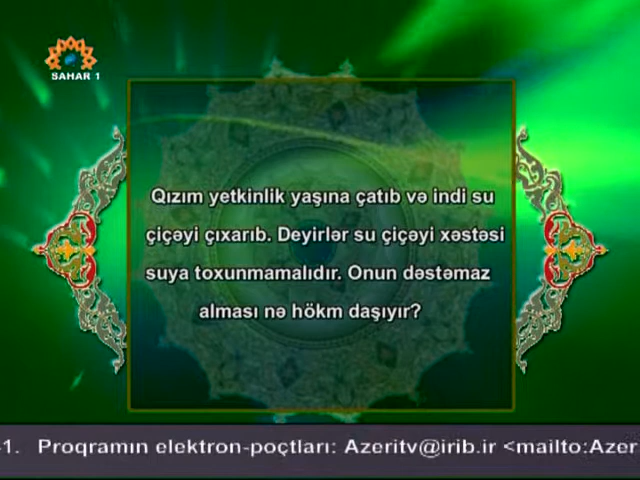 SAHAR 1
Qızım yetkinlik yaşına çatıb və indi su
çiçəyi çıxarıb. Deyirlər su çiçəyi xəstəsi
suya toxunmamalıdır. Onun dəstəmaz
alması nə hökm daşıyır?
-1. Proqramın elektron-poçtları: Azeritv@irib.ir <mailto:Azer